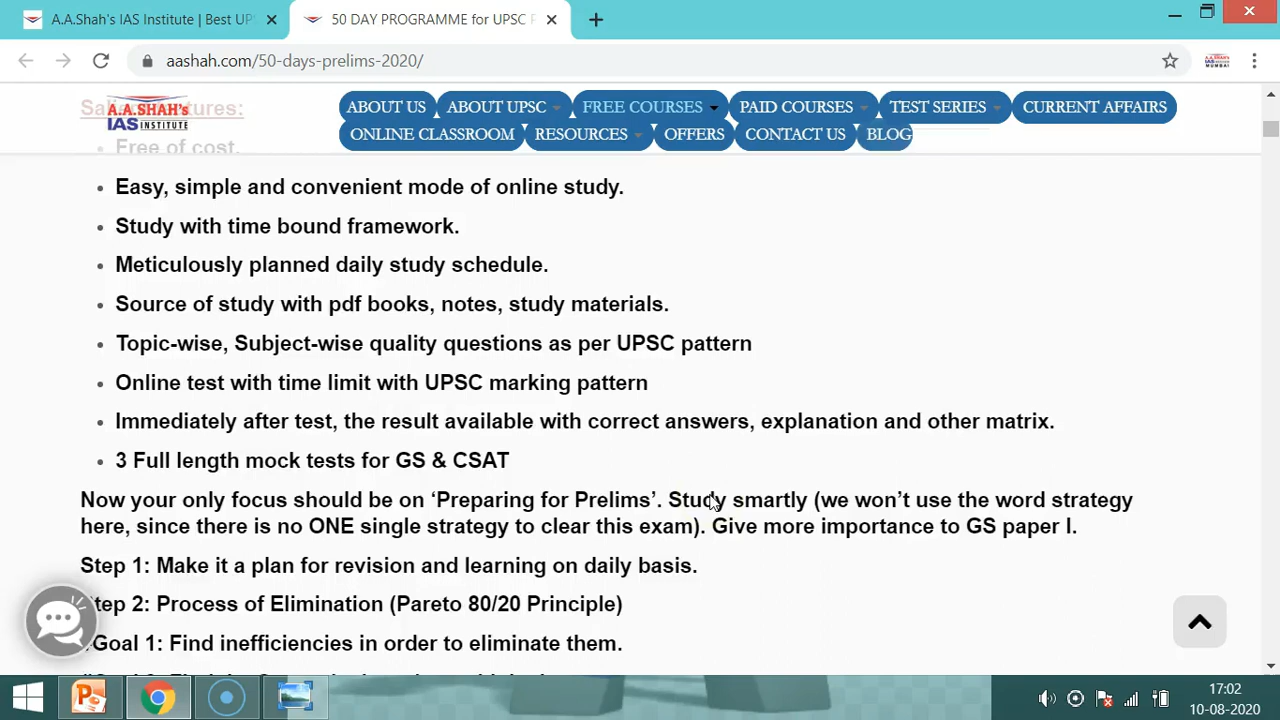 A.A.Shah's IAS Institute | Best UP
50 DAY PROGRAMME for UPSC P
aashah.com/50-days-prelims-2020/
A.A.SHAH'S
IAS INSTITUTE
MUMBAI
ABOUT US
ABOUT UPSC
FREE COURSES
PAID COURSES
TEST SERIES
CURRENT AFFAIRS
ONLINE CLASSROOM
RESOURCES
OFFERS
CONTACT US
BLOG
Free of cost.
Easy, simple and convenient mode of online study.
Study with time bound framework.
Meticulously planned daily study schedule.
Source of study with pdf books, notes, study materials.
Topic-wise, Subject-wise quality questions as per UPSC pattern
Online test with time limit with UPSC marking pattern
Immediately after test, the result available with correct answers, explanation and other matrix.
3 Full length mock tests for GS & CSAT
Now your only focus should be on ‘Preparing for Prelims’. Study smartly (we won’t use the word strategy
here, since there is no ONE single strategy to clear this exam). Give more importance to GS paper I.
Step 1: Make it a plan for revision and learning on daily basis.
Step 2: Process of Elimination (Pareto 80/20 Principle)
Goal 1: Find inefficiencies in order to eliminate them.
17:02
10-08-2020